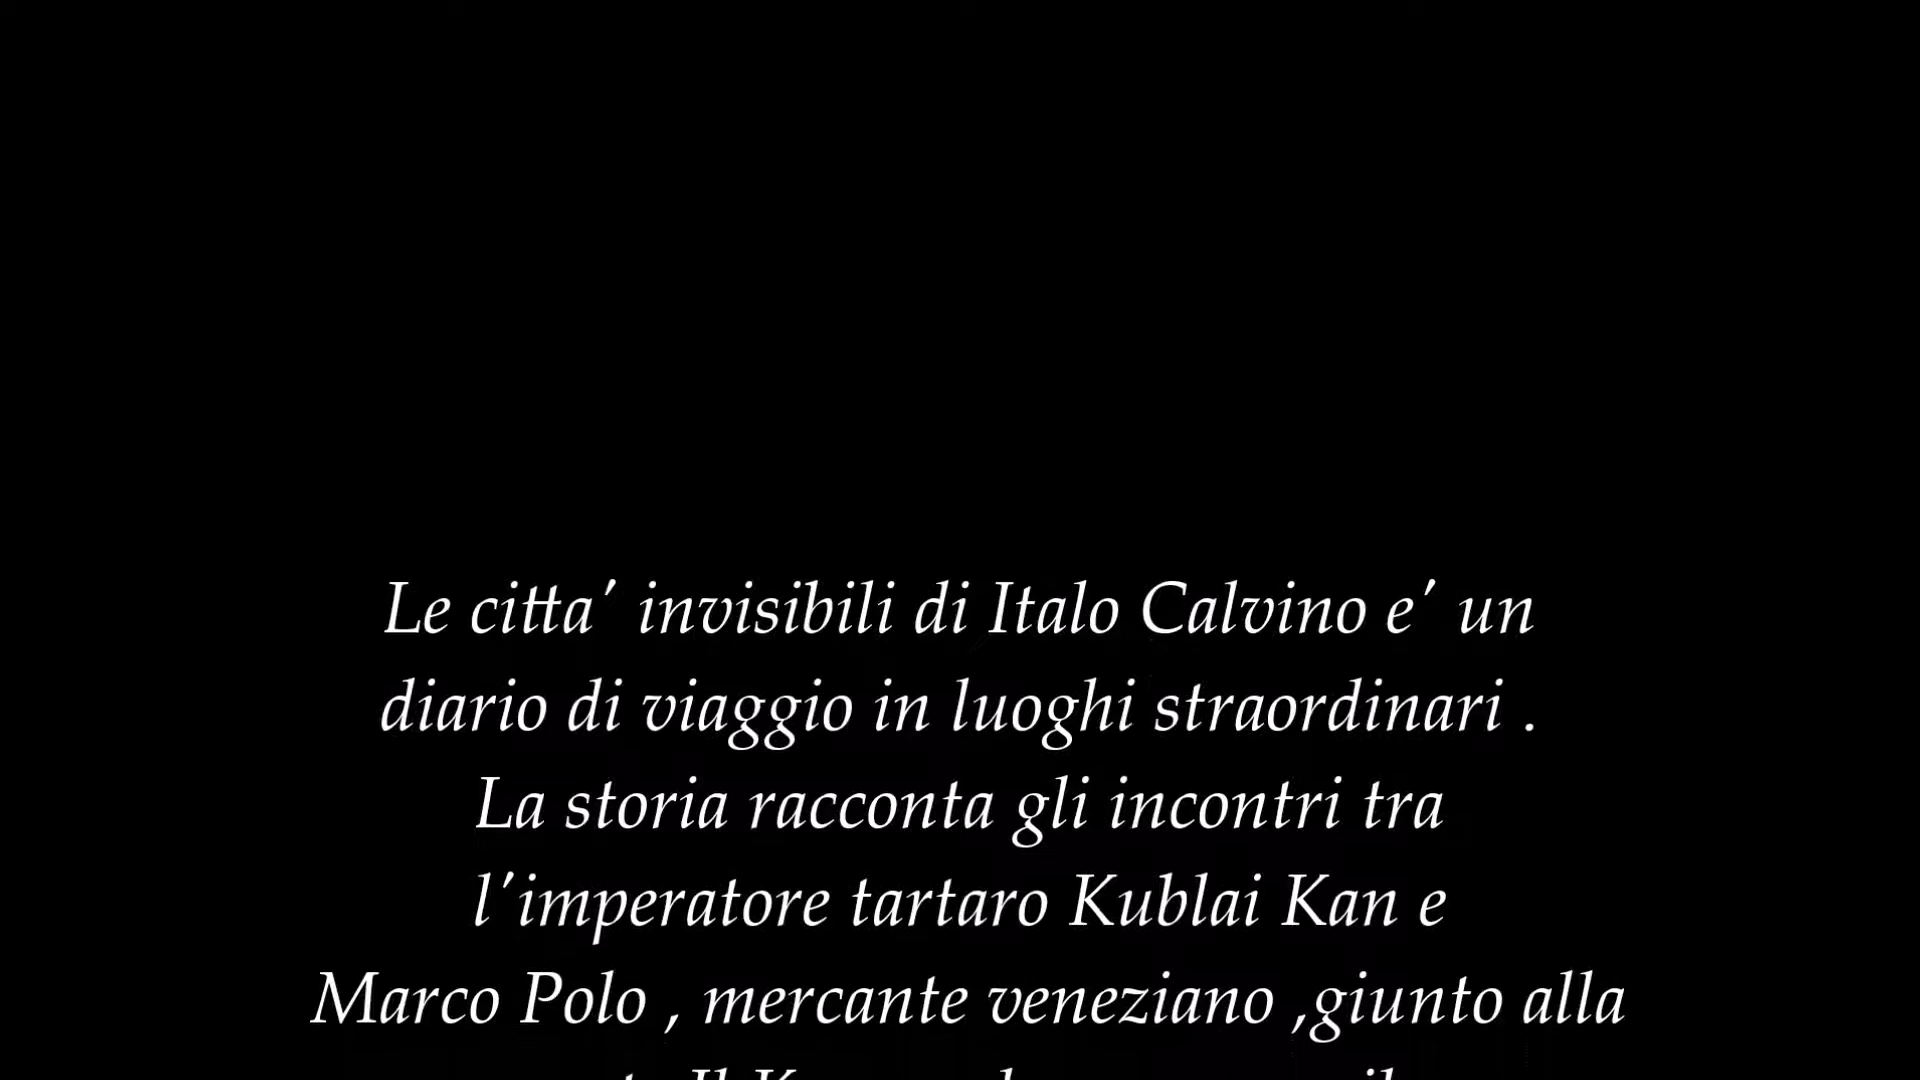 Le citta' invisibili di Italo Calvino e' un
diario di viaggio in luoghi straordinari .
La storia racconta gli incontri tra
l'imperatore tartaro Kublai Kan e
Marco Polo , mercante veneziano ,giunto alla